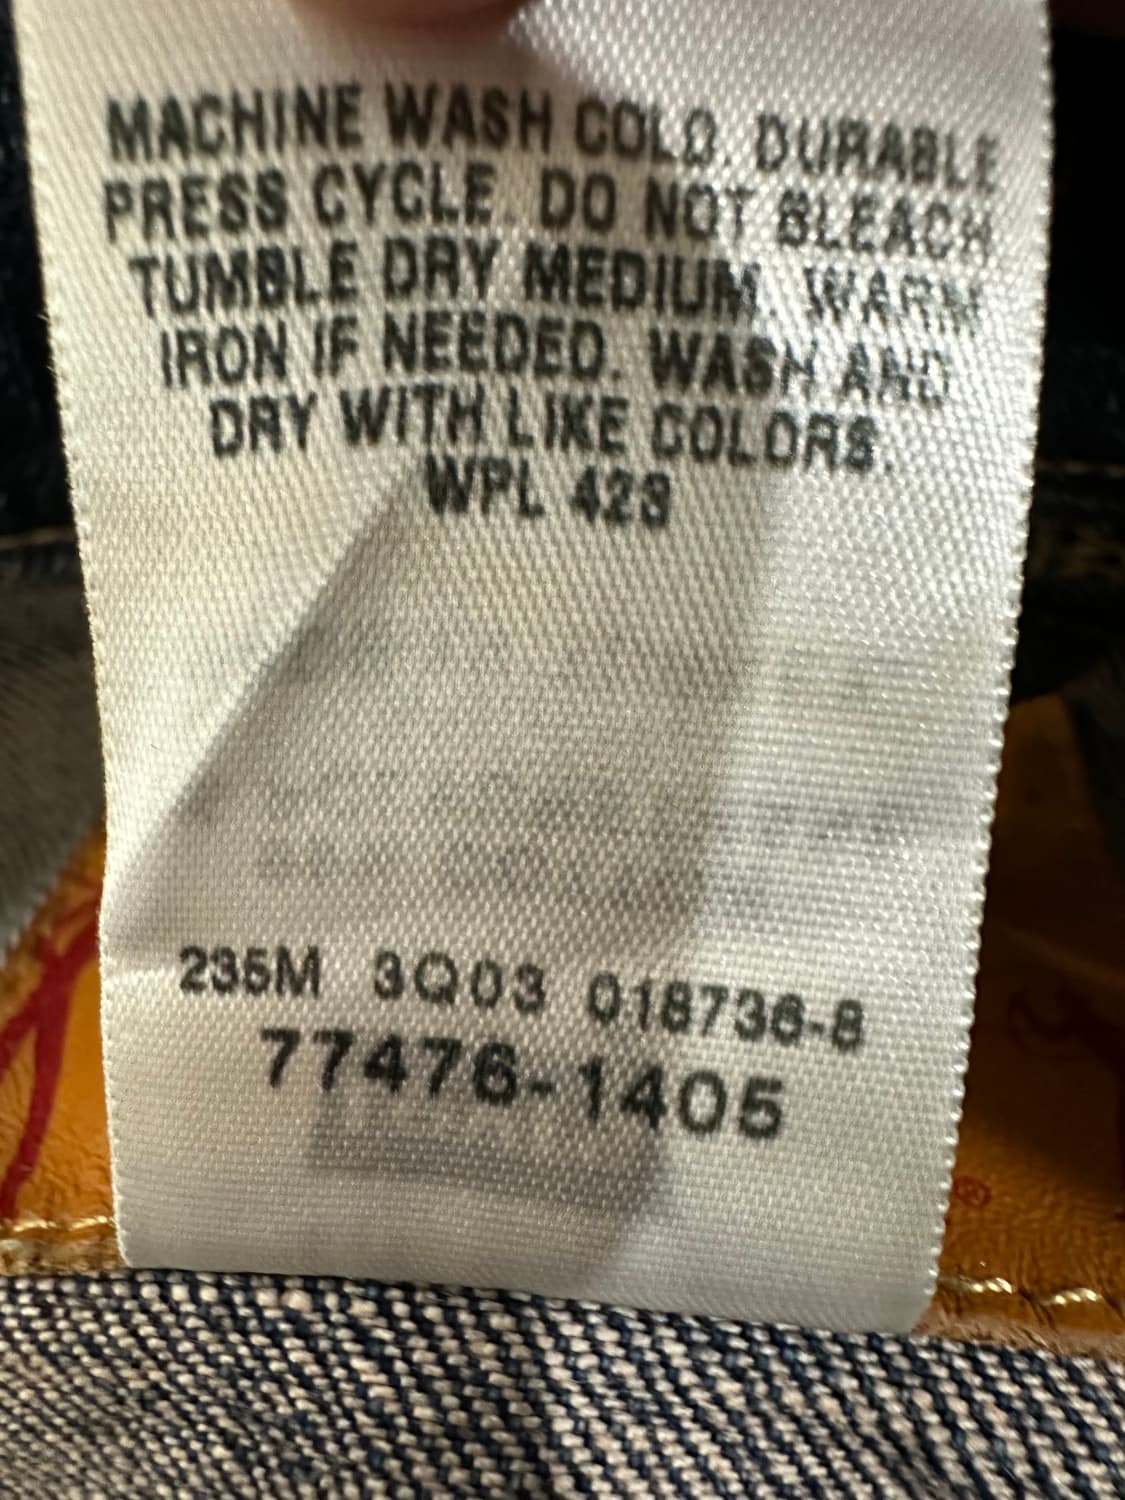 MACHINE WASH COLD. DURABLE
PRESS CYCLE. DO NOT BLEACH
TUMBLE DRY MEDIUM. WARM
IRON IF NEEDED. WASH AND
DRY WITH LIKE COLORS.
WPL 423
235M 3Q03 018736-8
77476-1405
®